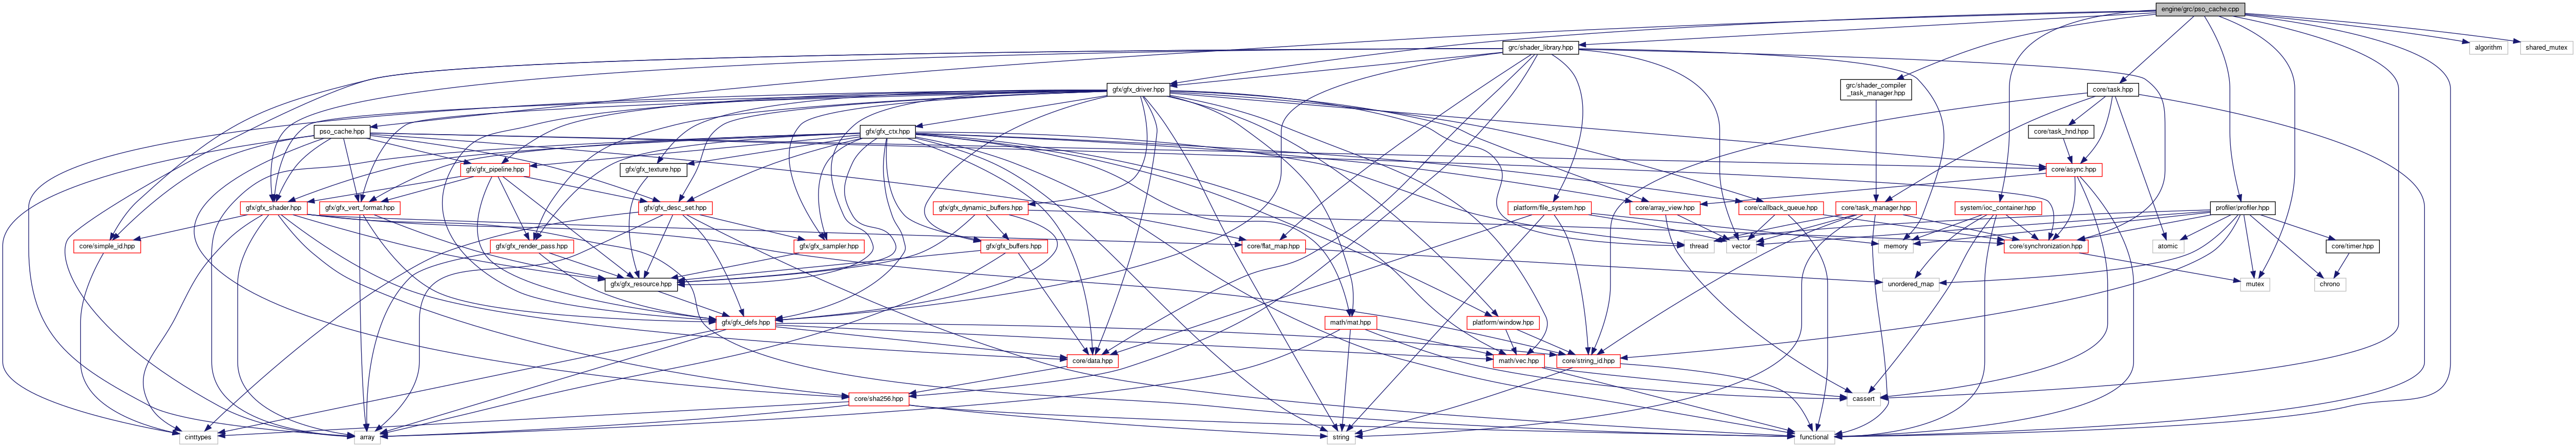 engine/grc/pso_cache.cpp
grc/shader_library.hpp
algorithm
shared_mutex
gfx/gfx_driver.hpp
grc/shader_compiler
_task_manager.hpp
core/task.hpp
pso_cache.hpp
gfx/gfx_ctx.hpp
core/task_hnd.hpp
gfx/gfx_pipeline.hpp
gfx/gfx_texture.hpp
core/async.hpp
gfx/gfx_shader.hpp
gfx/gfx_vert_format.hpp
gfx/gfx_desc_set.hpp
gfx/gfx_dynamic_buffers.hpp
platform/file_system.hpp
core/array_view.hpp
core/callback_queue.hpp
core/task_manager.hpp
system/ioc_container.hpp
profiler/profiler.hpp
core/simple_id.hpp
gfx/gfx_render_pass.hpp
gfx/gfx_sampler.hpp
gfx/gfx_buffers.hpp
core/flat_map.hpp
thread
vector
memory
core/synchronization.hpp
atomic
core/timer.hpp
gfx/gfx_resource.hpp
unordered_map
mutex
chrono
gfx/gfx_defs.hpp
math/mat.hpp
platform/window.hpp
core/data.hpp
math/vec.hpp
core/string_id.hpp
core/sha256.hpp
cassert
cinttypes
array
string
functional